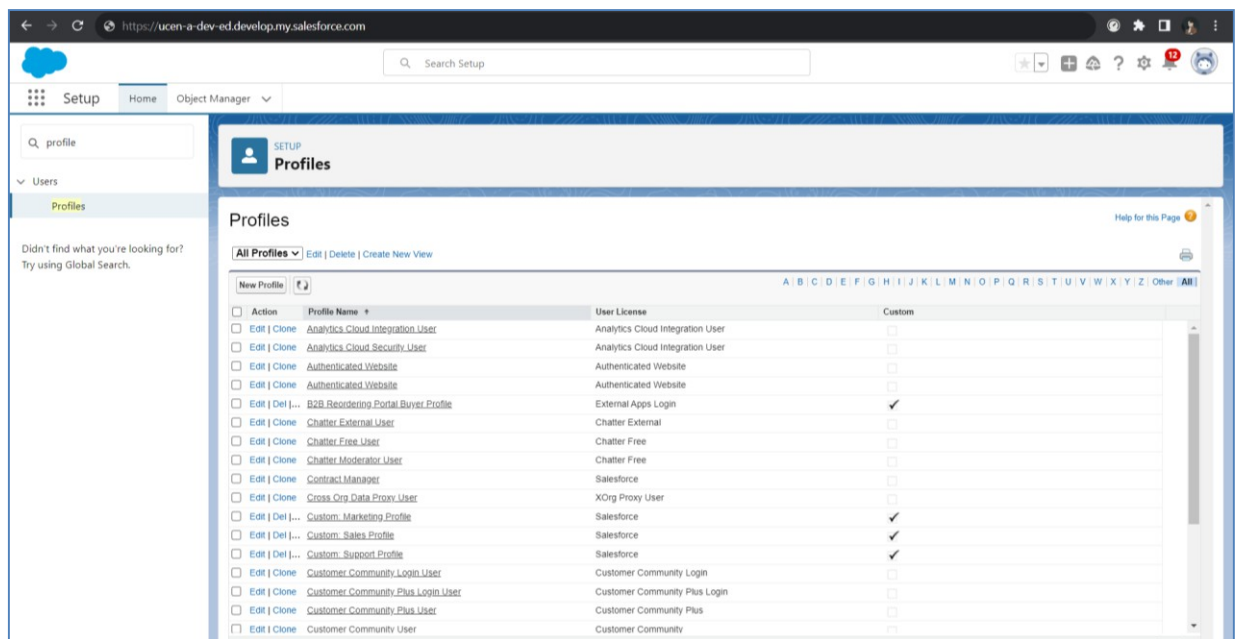 https://ucen-a-dev-ed.develop.my.salesforce.com
Search Setup
12
Setup Home Object Manager
profile
Users
Profiles
Didn't find what you're looking for?
Try using Global Search.
SETUP
Profiles
Profiles
Help for this Page ?
All Profiles Edit | Delete | Create New View
New Profile A | B | C | D | E | F | G | H | I | J | K | L | M | N | O | P | Q | R | S | T | U | V | W | X | Y | Z | Other | All
Action Profile Name User License Custom
Edit | Clone Analytics Cloud Integration User Analytics Cloud Integration User
Edit | Clone Analytics Cloud Security User Analytics Cloud Integration User
Edit | Clone Authenticated Website Authenticated Website
Edit | Clone Authenticated Website Authenticated Website
Edit | Del |... B2B Reordering Portal Buyer Profile External Apps Login
Edit | Clone Chatter External User Chatter External
Edit | Clone Chatter Free User Chatter Free
Edit | Clone Chatter Moderator User Chatter Free
Edit | Clone Contract Manager Salesforce
Edit | Clone Cross Org Data Proxy User XOrg Proxy User
Edit | Del |... Custom: Marketing Profile Salesforce
Edit | Del |... Custom: Sales Profile Salesforce
Edit | Del |... Custom: Support Profile Salesforce
Edit | Clone Customer Community Login User Customer Community Login
Edit | Clone Customer Community Plus Login User Customer Community Plus Login
Edit | Clone Customer Community Plus User Customer Community Plus
Edit | Clone Customer Community User Customer Community